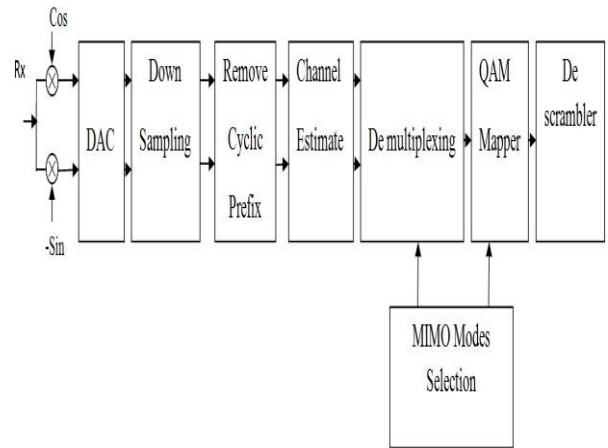 Cos
Rx
-Sin
DAC
Down
Sampling
Remove
Cyclic
Prefix
Channel
Estimate
De multiplexing
QAM
Mapper
De
scrambler
MIMO Modes
Selection